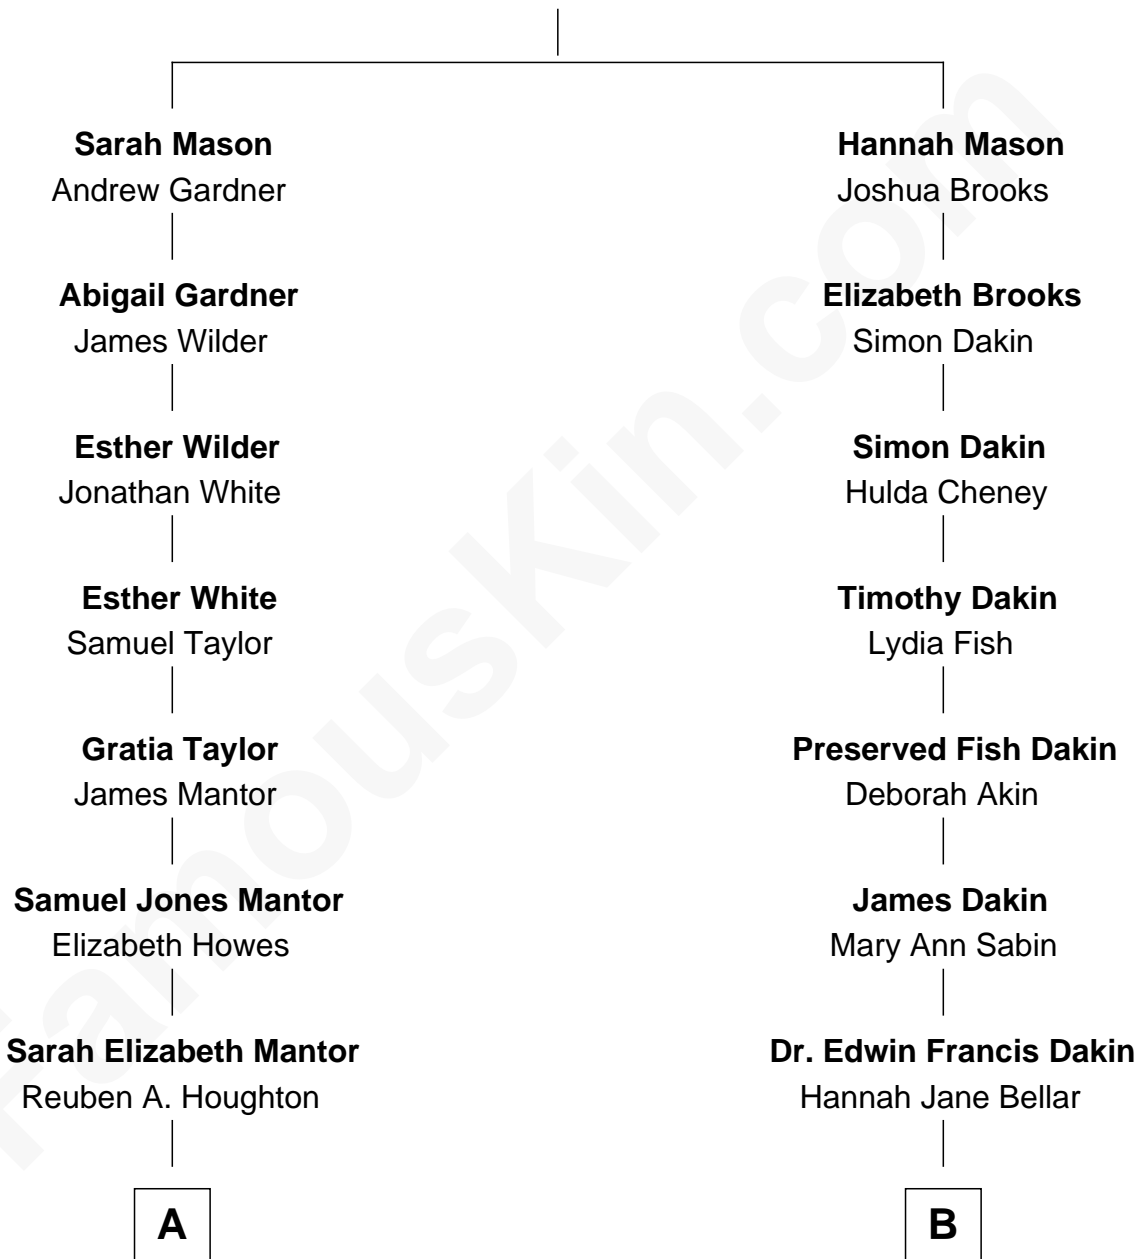 Sarah Mason
Andrew Gardner
Hannah Mason
Joshua Brooks
Abigail Gardner
James Wilder
Elizabeth Brooks
Simon Dakin
Esther Wilder
Jonathan White
Simon Dakin
Hulda Cheney
Esther White
Samuel Taylor
Timothy Dakin
Lydia Fish
Gratia Taylor
James Mantor
Preserved Fish Dakin
Deborah Akin
Samuel Jones Mantor
Elizabeth Howes
James Dakin
Mary Ann Sabin
Sarah Elizabeth Mantor
Reuben A. Houghton
Dr. Edwin Francis Dakin
Hannah Jane Bellar
A
B
FamousKin.com